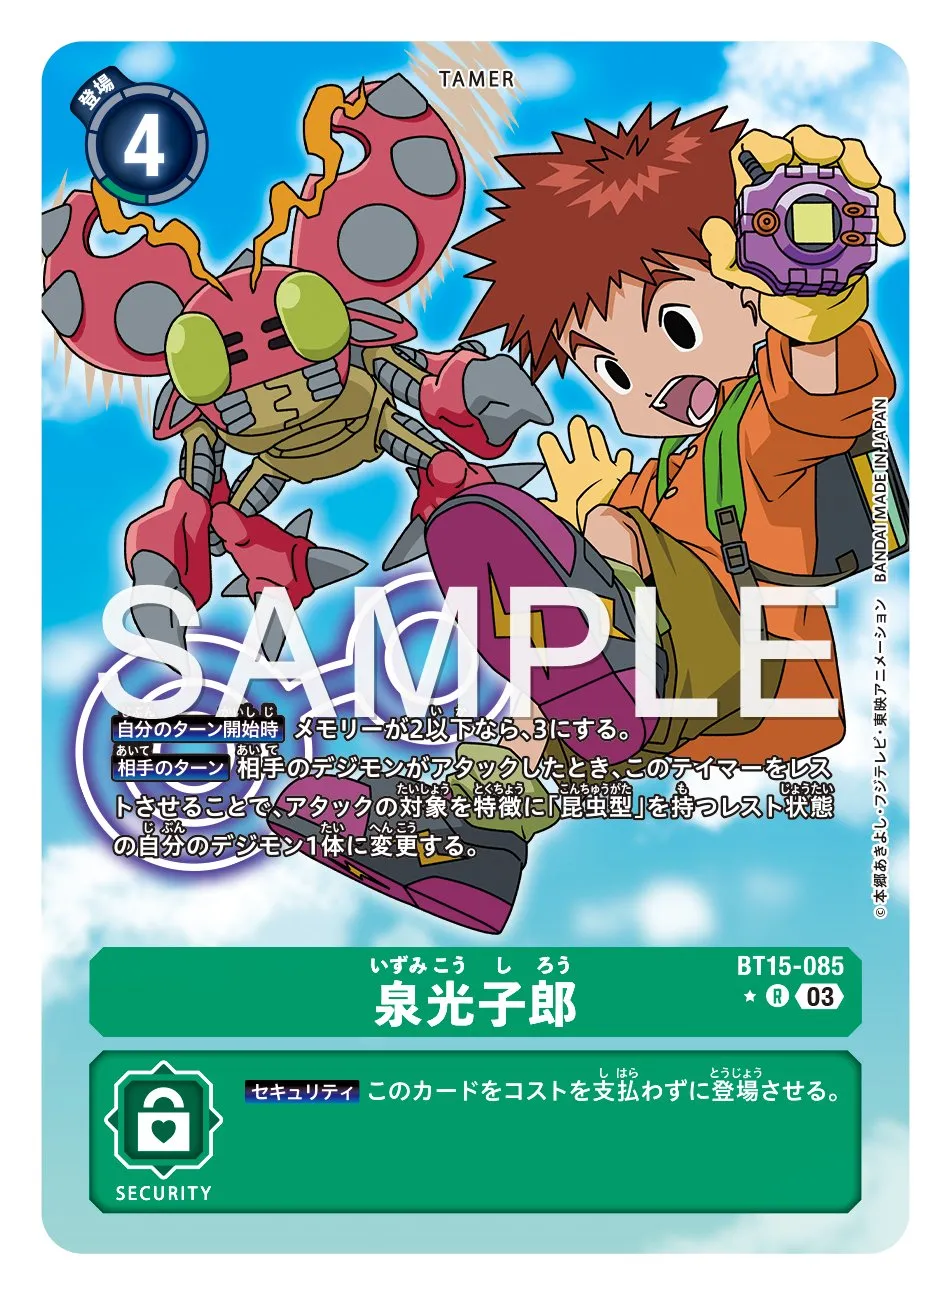 TAMER
登場
4
SAMPLE
自分のターン開始時 メモリーが2以下なら、3にする。
相手のターン 相手のデジモンがアタックしたとき、このテイマーをレス
トさせることで、アタックの対象を特徴に「昆虫型」を持つレスト状態
の自分のデジモン1体に変更する。
©本郷あきよし・フジテレビ・東映アニメーション BANDAI MADE IN JAPAN
いずみ こう し ろう
泉光子郎
BT15-085
R 03
セキュリティ このカードをコストを支払わずに登場させる。
SECURITY